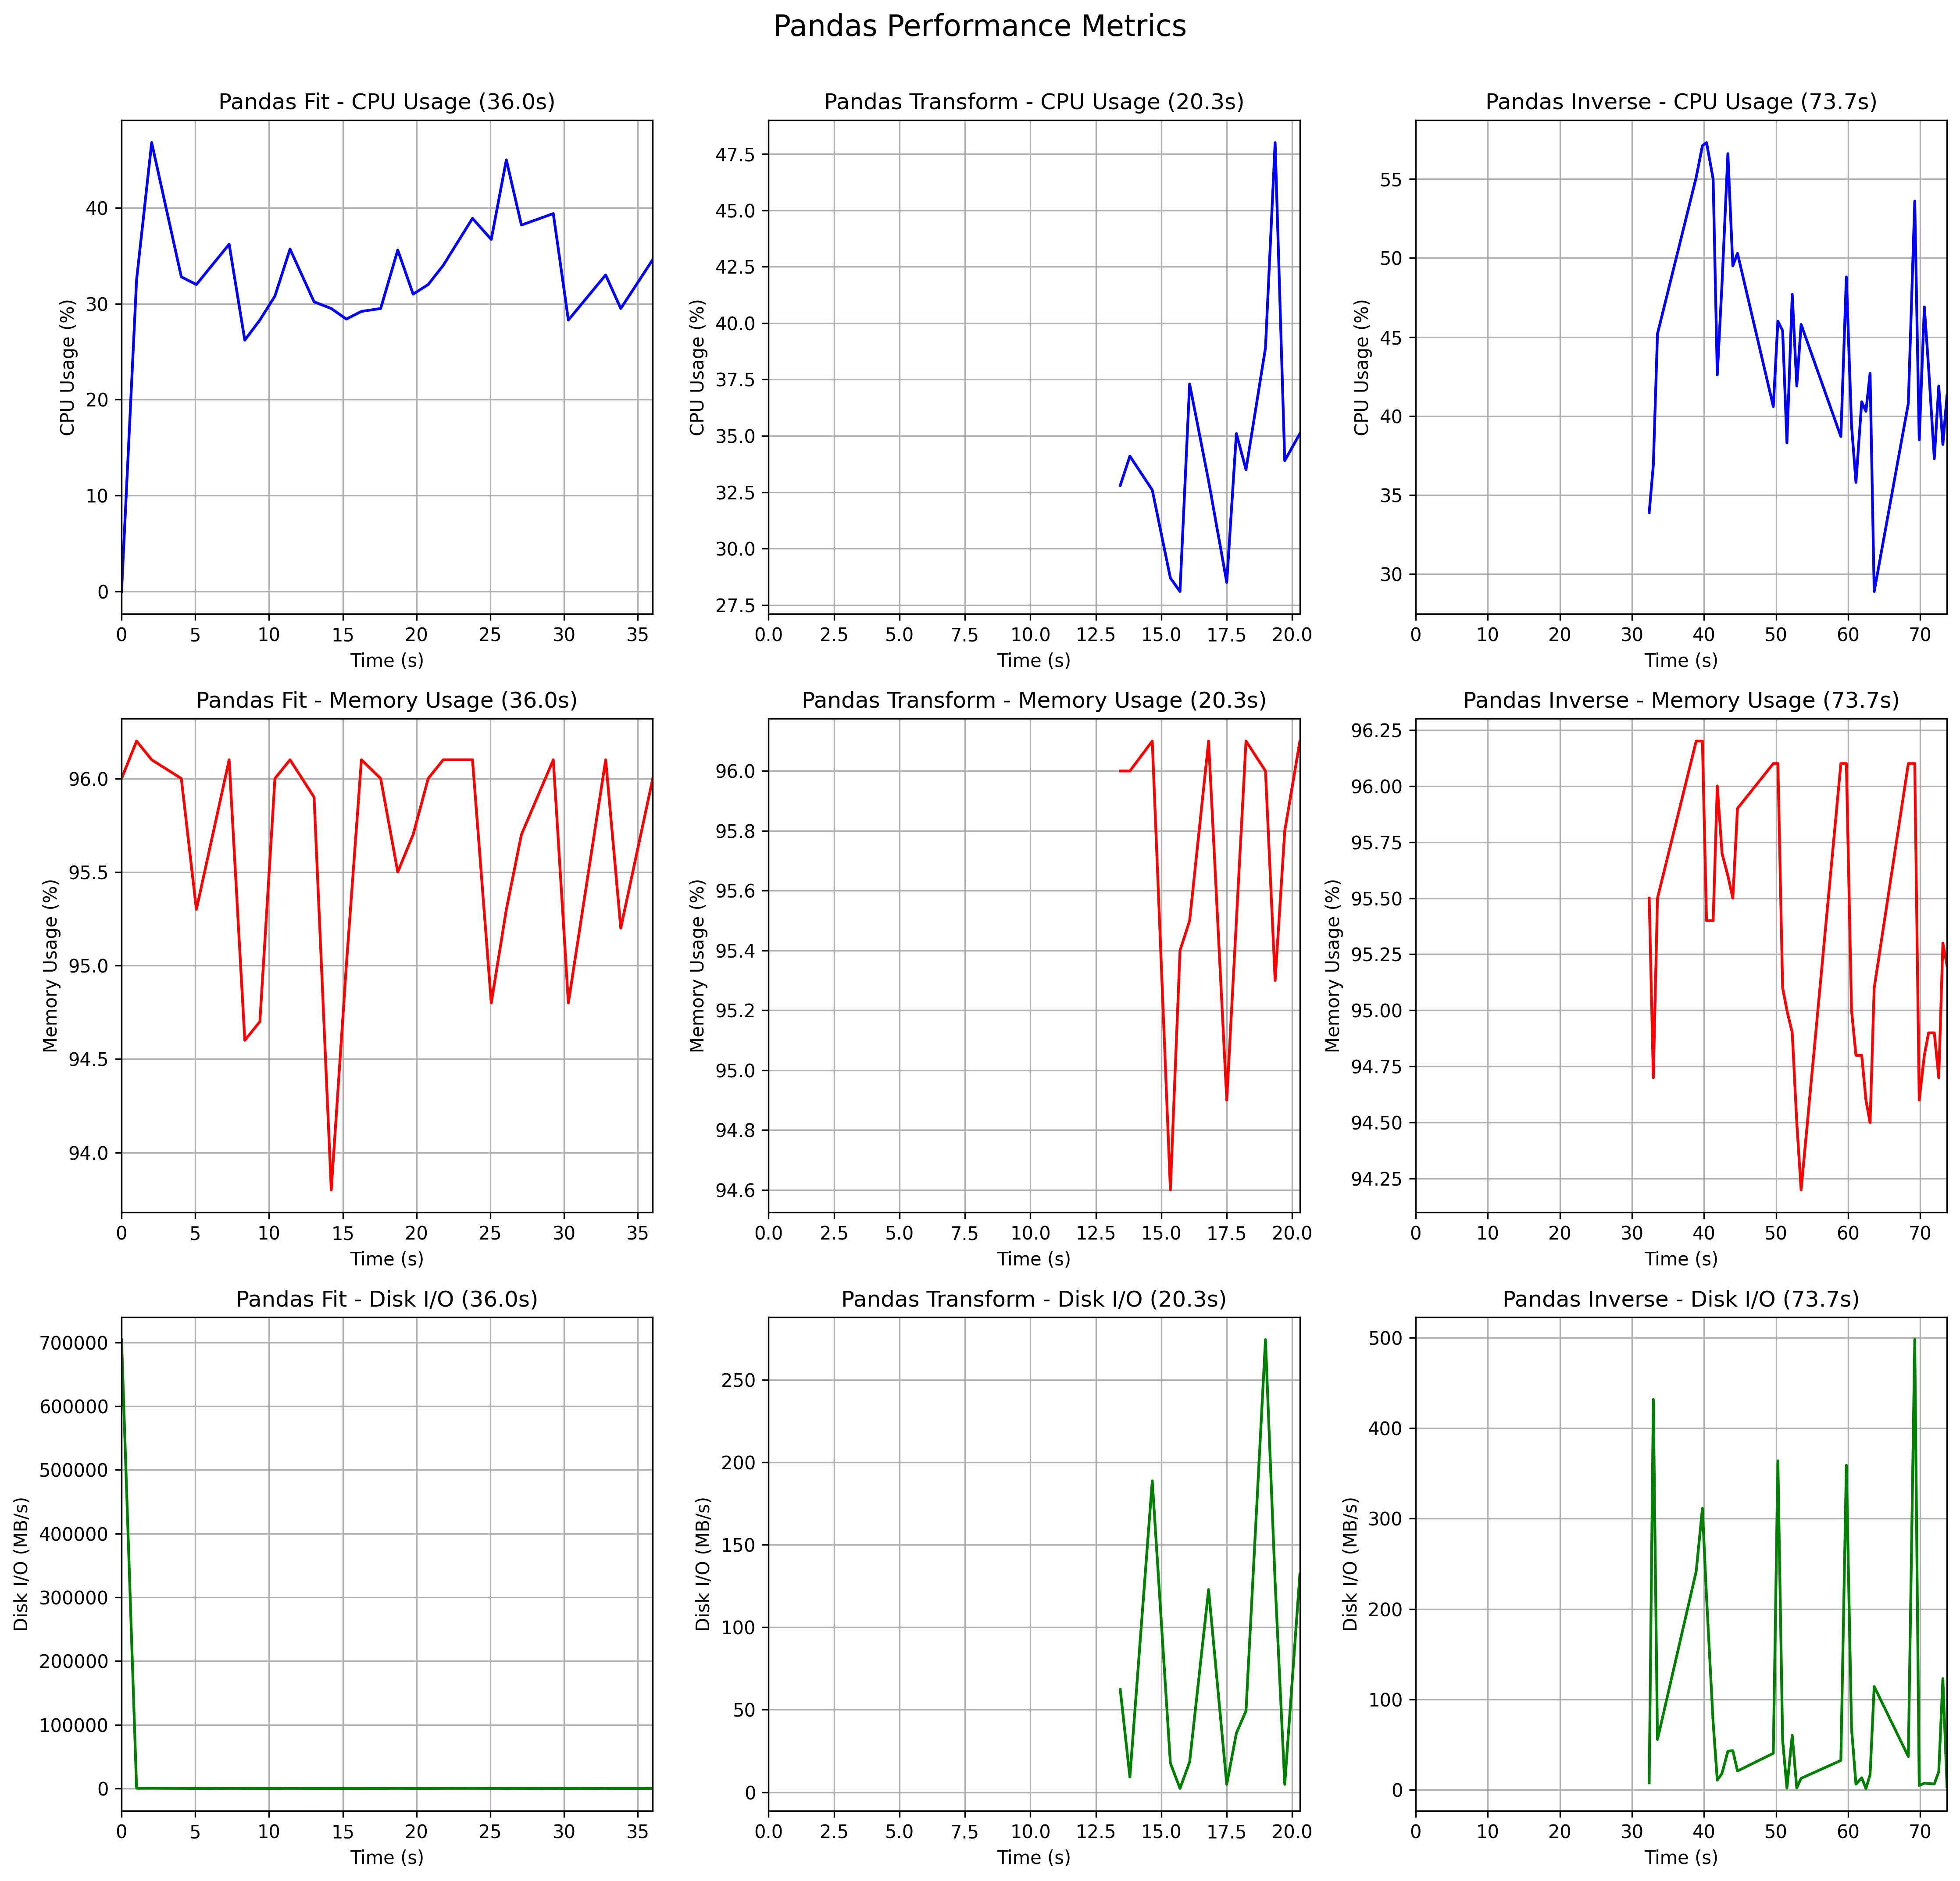 Pandas Performance Metrics
Pandas Fit - CPU Usage (36.0s)
CPU Usage (%)
40
30
20
10
0
0 5 10 15 20 25 30 35
Time (s)
Pandas Transform - CPU Usage (20.3s)
CPU Usage (%)
47.5
45.0
42.5
40.0
37.5
35.0
32.5
30.0
27.5
0.0 2.5 5.0 7.5 10.0 12.5 15.0 17.5 20.0
Time (s)
Pandas Inverse - CPU Usage (73.7s)
CPU Usage (%)
55
50
45
40
35
30
0 10 20 30 40 50 60 70
Time (s)
Pandas Fit - Memory Usage (36.0s)
Memory Usage (%)
96.0
95.5
95.0
94.5
94.0
0 5 10 15 20 25 30 35
Time (s)
Pandas Transform - Memory Usage (20.3s)
Memory Usage (%)
96.0
95.8
95.6
95.4
95.2
95.0
94.8
94.6
0.0 2.5 5.0 7.5 10.0 12.5 15.0 17.5 20.0
Time (s)
Pandas Inverse - Memory Usage (73.7s)
Memory Usage (%)
96.25
96.00
95.75
95.50
95.25
95.00
94.75
94.50
94.25
0 10 20 30 40 50 60 70
Time (s)
Pandas Fit - Disk I/O (36.0s)
Disk I/O (MB/s)
700000
600000
500000
400000
300000
200000
100000
0
0 5 10 15 20 25 30 35
Time (s)
Pandas Transform - Disk I/O (20.3s)
Disk I/O (MB/s)
250
200
150
100
50
0
0.0 2.5 5.0 7.5 10.0 12.5 15.0 17.5 20.0
Time (s)
Pandas Inverse - Disk I/O (73.7s)
Disk I/O (MB/s)
500
400
300
200
100
0
0 10 20 30 40 50 60 70
Time (s)